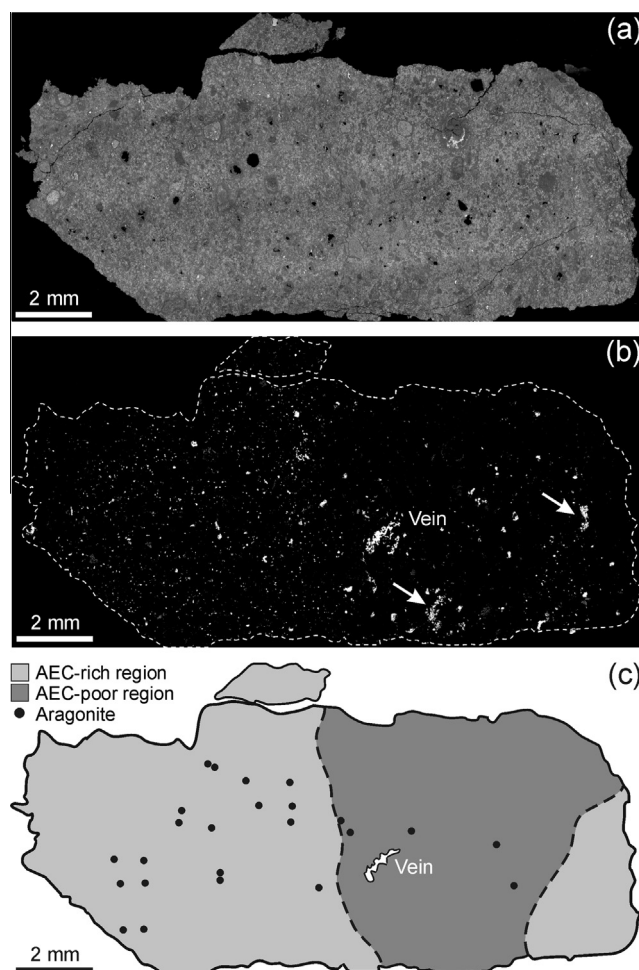 (a)
2 mm
(b)
Vein
2 mm
AEC-rich region
(c)
AEC-poor region
Aragonite
Vein
2 mm